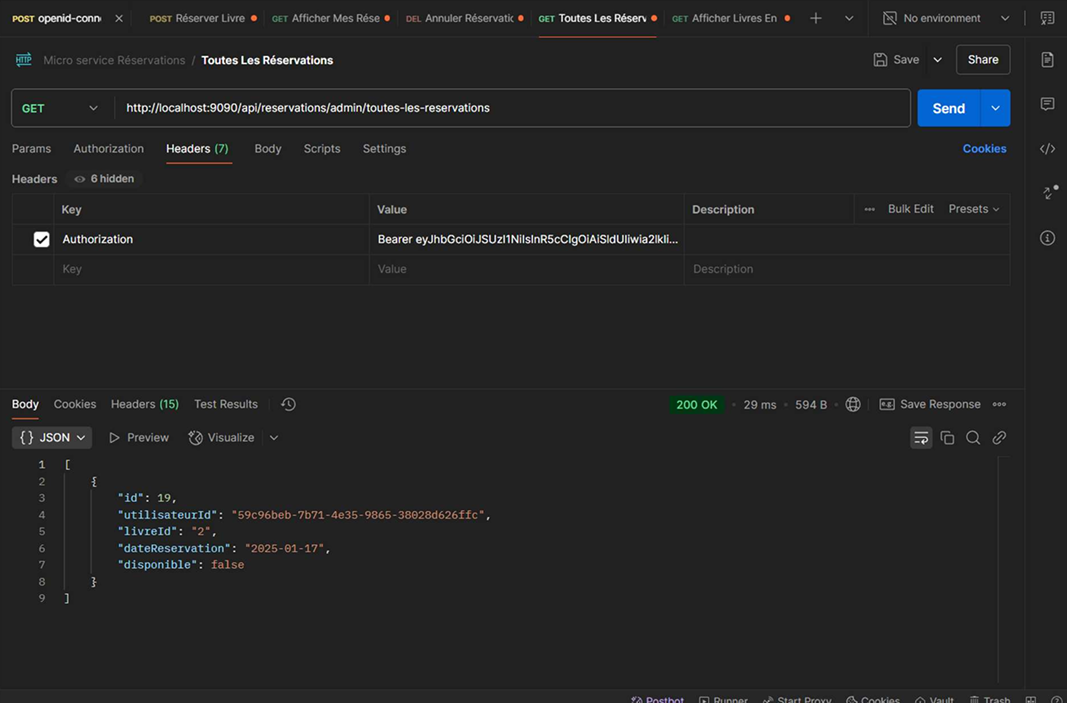 POST openid-conn POST Réserver Livre GET Afficher Mes Rése DEL Annuler Réservatic GET Toutes Les Réserv GET Afficher Livres En No environment
HTTP Micro service Réservations / Toutes Les Réservations Save Share
GET http://localhost:9090/api/reservations/admin/toutes-les-reservations Send
Params Authorization Headers (7) Body Scripts Settings Cookies
Headers 6 hidden
Key Value Description Bulk Edit Presets
Authorization Bearer eyJhbGciOiJSUzI1NiIsInR5cCIgOiAiSldUIiwia2lkIi...
Key Value Description
Body Cookies Headers (15) Test Results 200 OK 29 ms 594 B e.g. Save Response
{} JSON Preview Visualize
1 [
2 {
3 "id": 19,
4 "utilisateurId": "59c96beb-7b71-4e35-9865-38028d626ffc",
5 "livreId": "2",
6 "dateReservation": "2025-01-17",
7 "disponible": false
8 }
9 ]
Postbot Runner Start Proxy Cookies Vault Trash